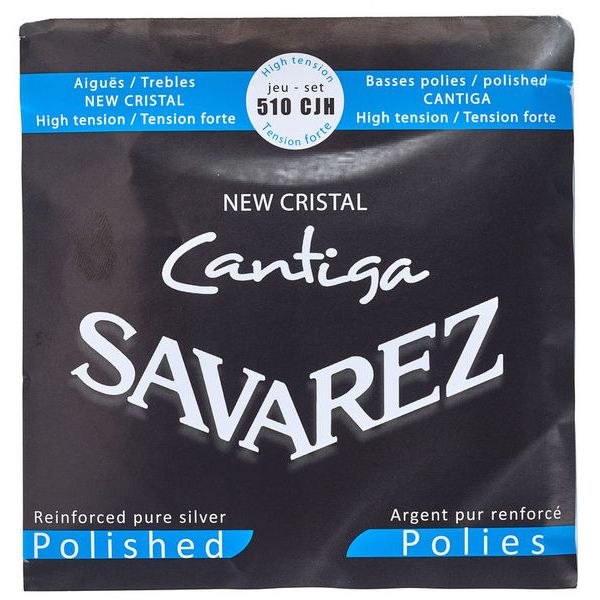 High tension
Aiguës / Trebles
NEW CRISTAL
High tension / Tension forte
jeu - set
510 CJH
Tension forte
Basses polies / polished
CANTIGA
High tension / Tension forte
NEW CRISTAL
Cantiga
SAVAREZ
Reinforced pure silver
Polished
Argent pur renforcé
Polies